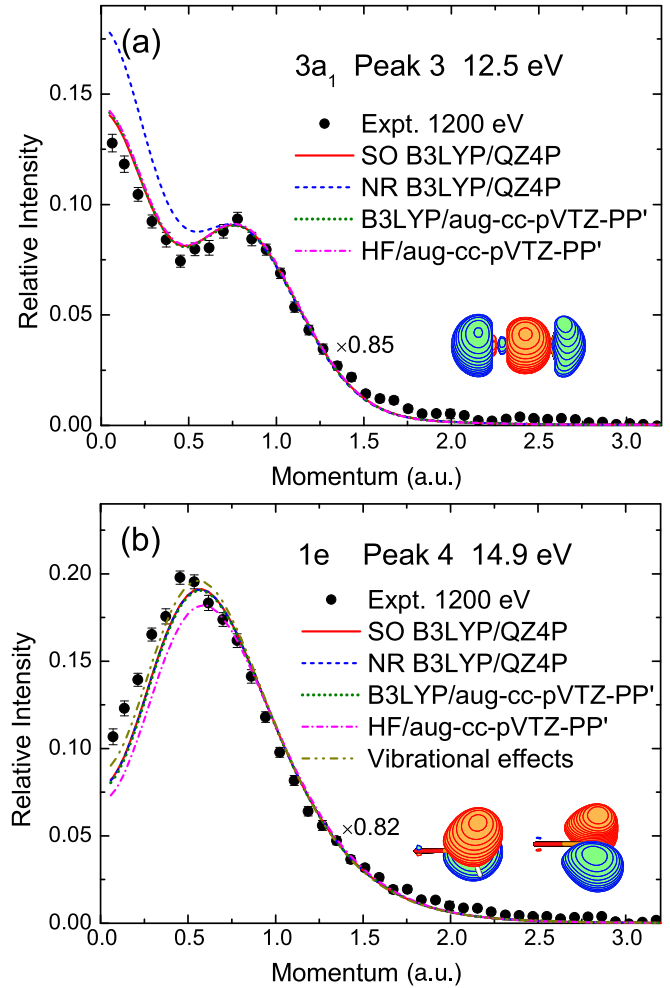 (a)
3a₁ Peak 3 12.5 eV
Expt. 1200 eV
SO B3LYP/QZ4P
NR B3LYP/QZ4P
B3LYP/aug-cc-pVTZ-PP'
HF/aug-cc-pVTZ-PP'
×0.85
Relative Intensity
0.15
0.10
0.05
0.00
0.0 0.5 1.0 1.5 2.0 2.5 3.0
Momentum (a.u.)
(b)
1e Peak 4 14.9 eV
Expt. 1200 eV
SO B3LYP/QZ4P
NR B3LYP/QZ4P
B3LYP/aug-cc-pVTZ-PP'
HF/aug-cc-pVTZ-PP'
Vibrational effects
×0.82
Relative Intensity
0.20
0.15
0.10
0.05
0.00
0.0 0.5 1.0 1.5 2.0 2.5 3.0
Momentum (a.u.)